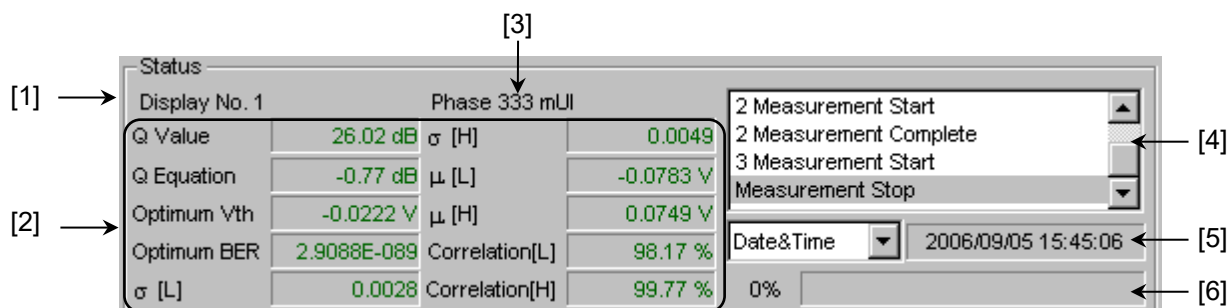 [3]
Status
[1]
Display No. 1 Phase 333 mUI
Q Value 26.02 dB σ [H] 0.0049
Q Equation -0.77 dB μ [L] -0.0783 V
[2]
Optimum Vth -0.0222 V μ [H] 0.0749 V
Optimum BER 2.9088E-089 Correlation[L] 98.17 %
σ [L] 0.0028 Correlation[H] 99.77 %
2 Measurement Start
2 Measurement Complete
3 Measurement Start
Measurement Stop
[4]
Date&Time 2006/09/05 15:45:06 [5]
0% [6]